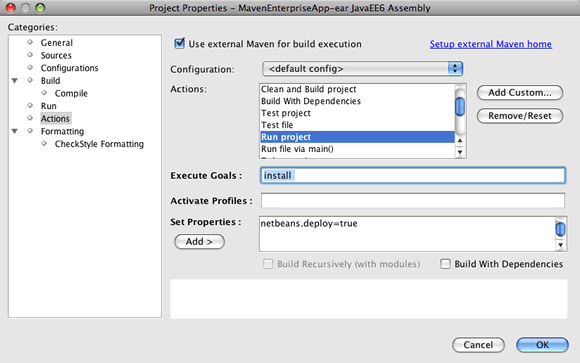 Project Properties - MavenEnterpriseApp-ear JavaEE6 Assembly
Categories:
General
Sources
Configurations
Build
Compile
Run
Actions
Formatting
CheckStyle Formatting
Use external Maven for build execution
Setup external Maven home
Configuration:
<default config>
Actions:
Clean and Build project
Build With Dependencies
Test project
Test file
Run project
Run file via main()
Add Custom...
Remove/Reset
Execute Goals :
install
Activate Profiles :
Set Properties :
netbeans.deploy=true
Add >
Build Recursively (with modules)
Build With Dependencies
Cancel
OK